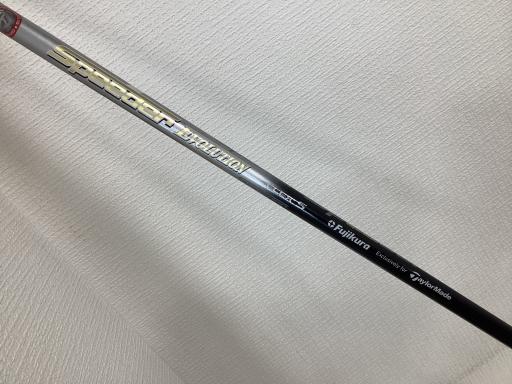 Speeder EVOLUTION
Fujikura Exclusively for TaylorMade